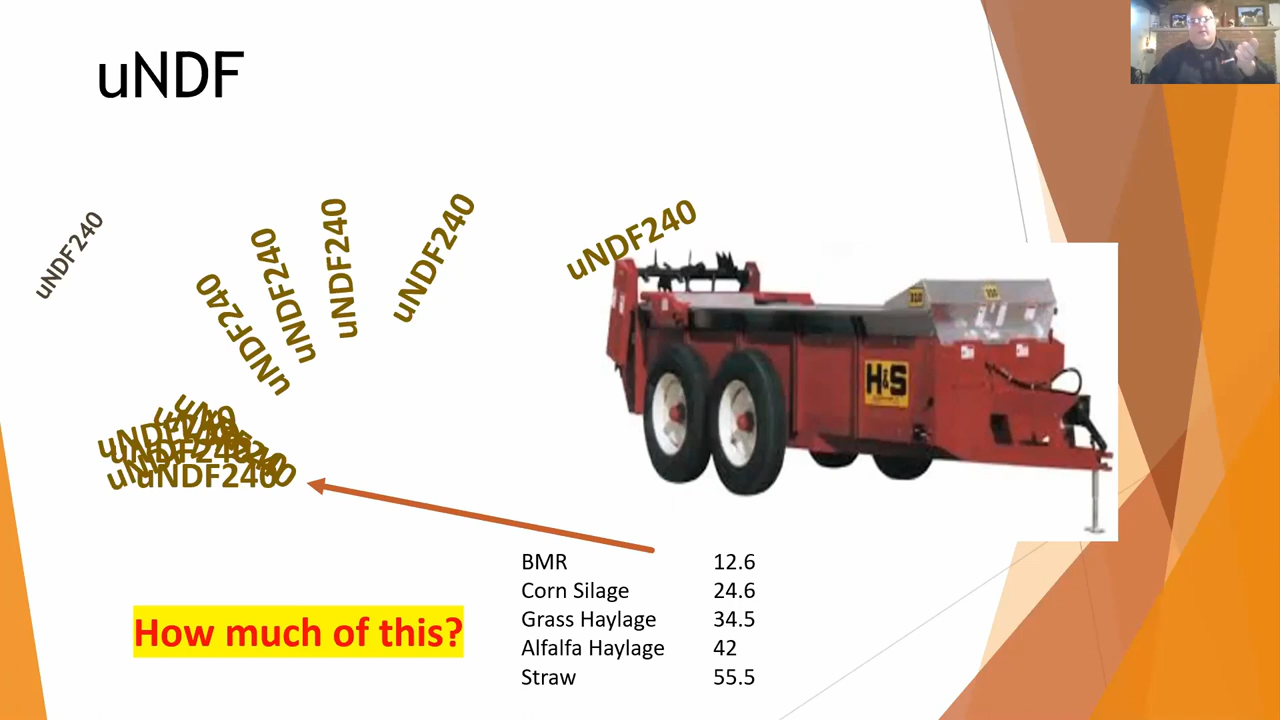 uNDF
uNDF240
uNDF240
uNDF240
uNDF240
uNDF240
uNDF240
uNDF240
uNDF240
uNDF240
H&S
310
BMR 12.6
Corn Silage 24.6
Grass Haylage 34.5
Alfalfa Haylage 42
Straw 55.5
How much of this?